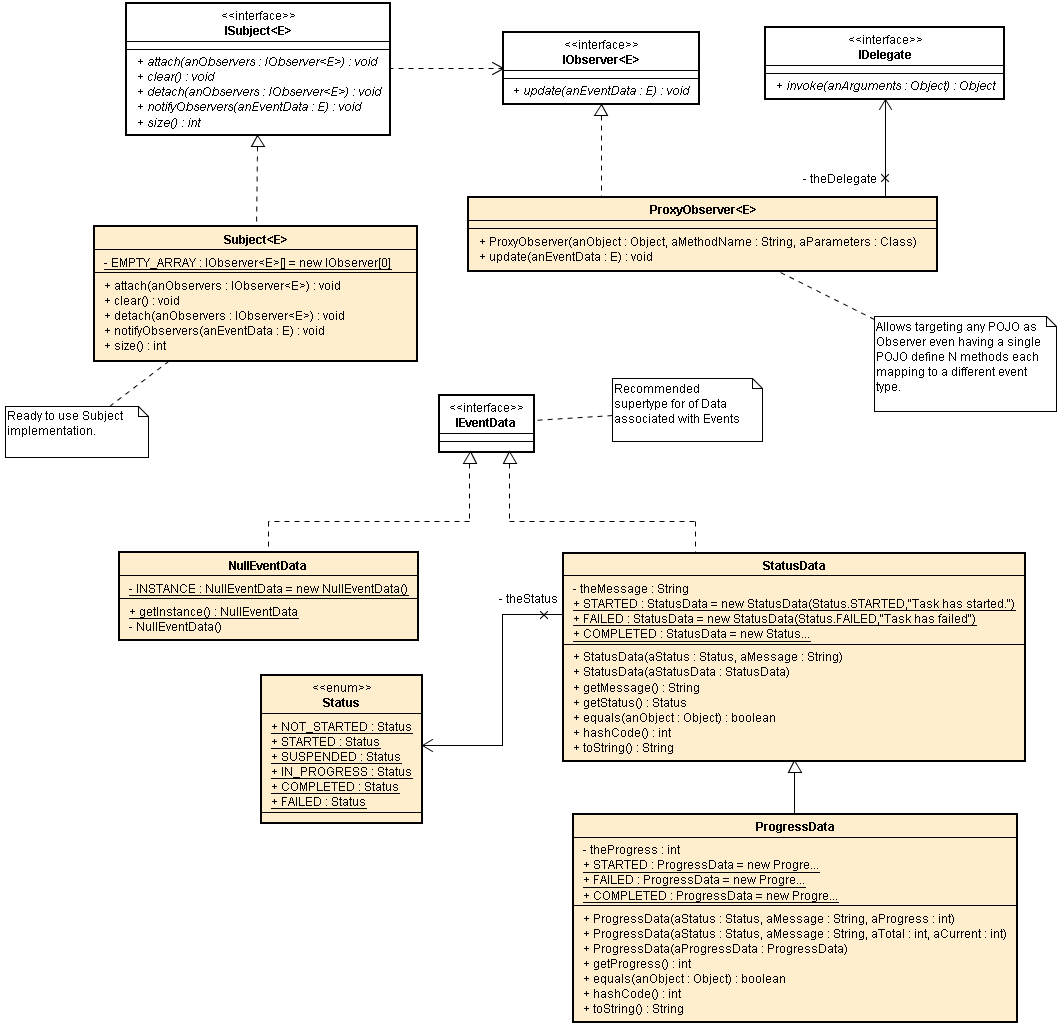 <<interface>>
ISubject<E>
+ attach(anObservers : IObserver<E>) : void
+ clear() : void
+ detach(anObservers : IObserver<E>) : void
+ notifyObservers(anEventData : E) : void
+ size() : int
<<interface>>
IObserver<E>
+ update(anEventData : E) : void
<<interface>>
IDelegate
+ invoke(anArguments : Object) : Object
- theDelegate
ProxyObserver<E>
+ ProxyObserver(anObject : Object, aMethodName : String, aParameters : Class)
+ update(anEventData : E) : void
Subject<E>
- EMPTY_ARRAY : IObserver<E>[] = new IObserver[0]
+ attach(anObservers : IObserver<E>) : void
+ clear() : void
+ detach(anObservers : IObserver<E>) : void
+ notifyObservers(anEventData : E) : void
+ size() : int
Allows targeting any POJO as
Observer even having a single
POJO define N methods each
mapping to a different event
type.
Ready to use Subject
implementation.
<<interface>>
IEventData
Recommended
supertype for of Data
associated with Events
NullEventData
- INSTANCE : NullEventData = new NullEventData()
+ getInstance() : NullEventData
- NullEventData()
- theStatus
StatusData
- theMessage : String
+ STARTED : StatusData = new StatusData(Status.STARTED,"Task has started.")
+ FAILED : StatusData = new StatusData(Status.FAILED,"Task has failed")
+ COMPLETED : StatusData = new Status...
+ StatusData(aStatus : Status, aMessage : String)
+ StatusData(aStatusData : StatusData)
+ getMessage() : String
+ getStatus() : Status
+ equals(anObject : Object) : boolean
+ hashCode() : int
+ toString() : String
<<enum>>
Status
+ NOT_STARTED : Status
+ STARTED : Status
+ SUSPENDED : Status
+ IN_PROGRESS : Status
+ COMPLETED : Status
+ FAILED : Status
ProgressData
- theProgress : int
+ STARTED : ProgressData = new Progre...
+ FAILED : ProgressData = new Progre...
+ COMPLETED : ProgressData = new Progre...
+ ProgressData(aStatus : Status, aMessage : String, aProgress : int)
+ ProgressData(aStatus : Status, aMessage : String, aTotal : int, aCurrent : int)
+ ProgressData(aProgressData : ProgressData)
+ getProgress() : int
+ equals(anObject : Object) : boolean
+ hashCode() : int
+ toString() : String